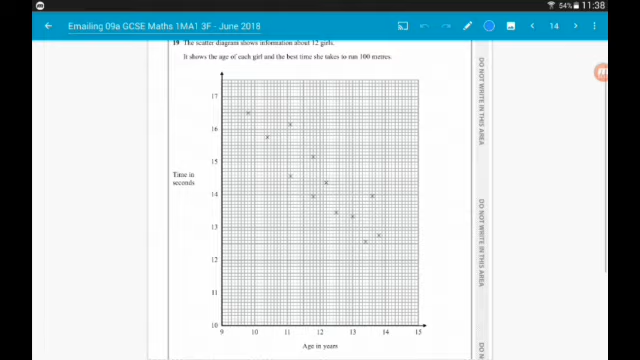 54% 11:38
Emailing 09a GCSE Maths 1MA1 3F - June 2018
14
19 The scatter diagram shows information about 12 girls.
It shows the age of each girl and the best time she takes to run 100 metres.
17
16
15
Time in
seconds
14
13
12
11
10
9 10 11 12 13 14 15
Age in years
DO NOT WRITE IN THIS AREA
DO NOT WRITE IN THIS AREA
DO N